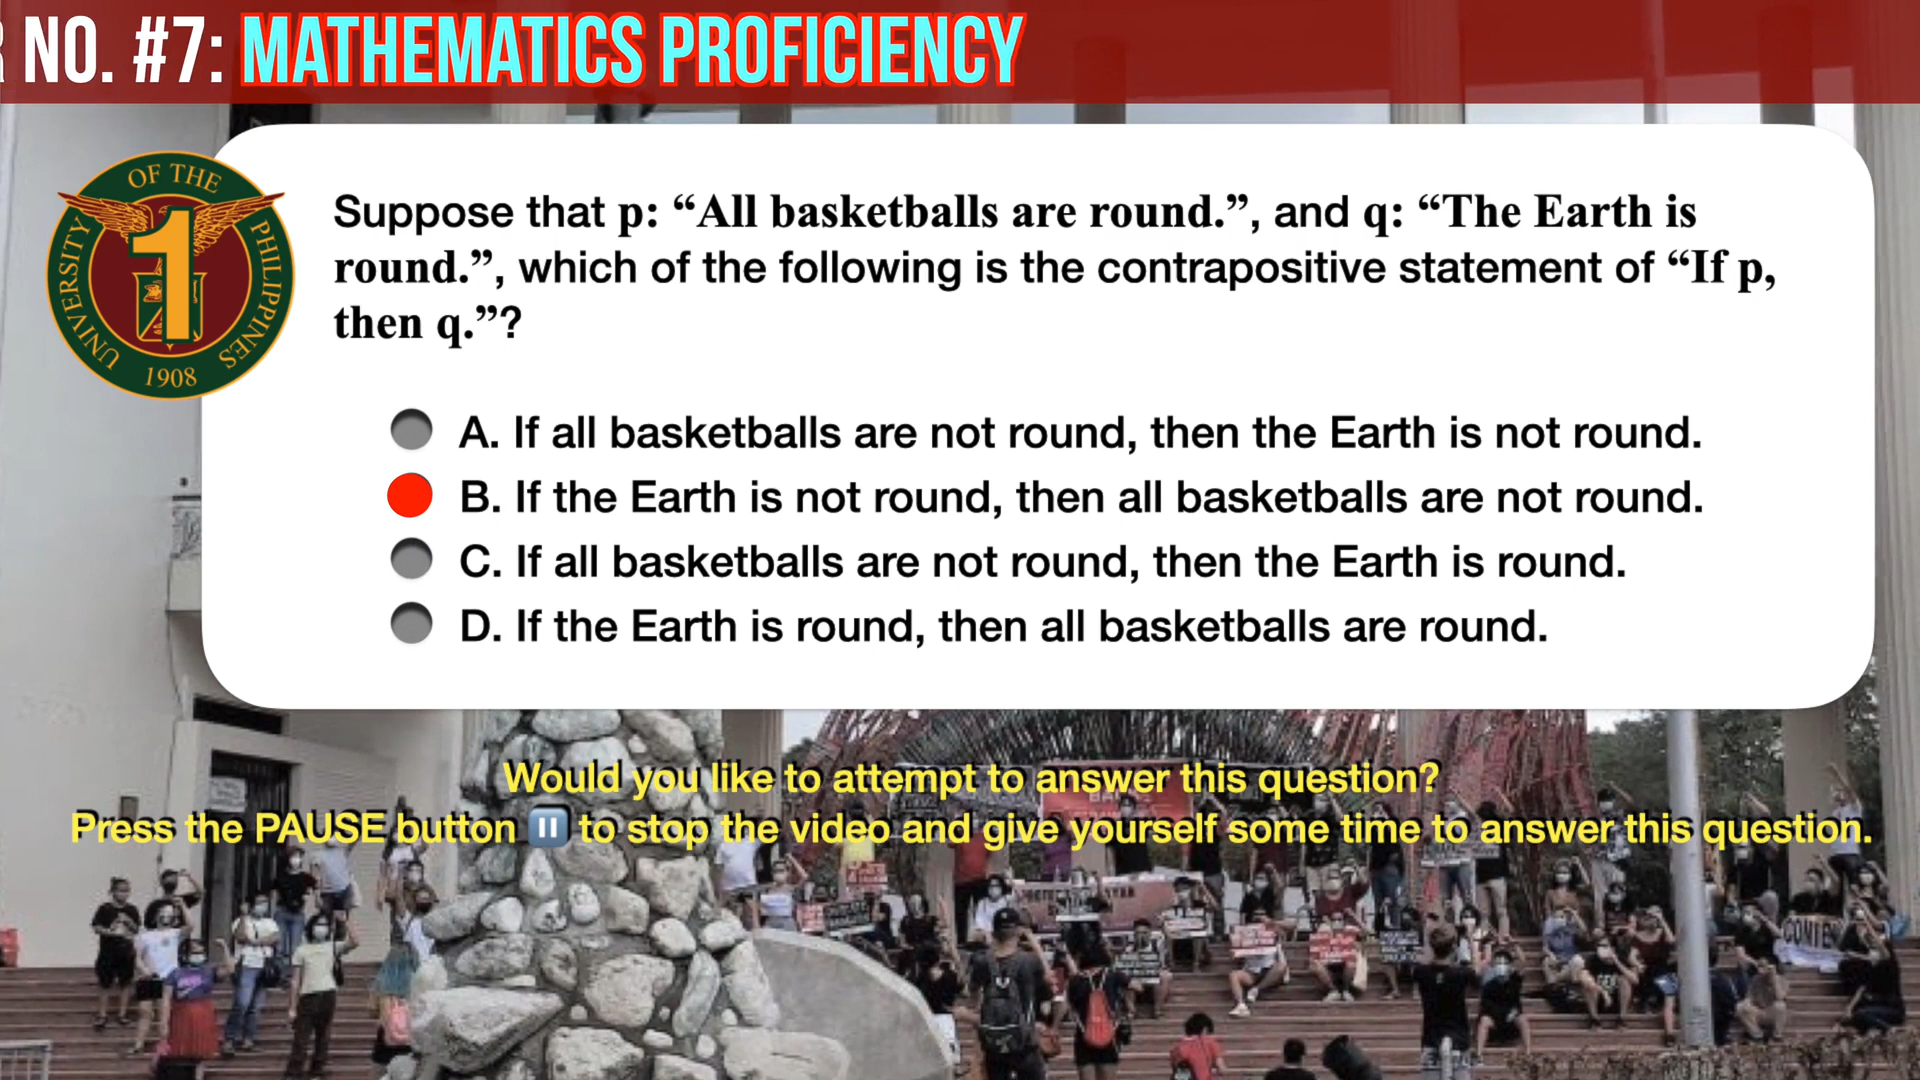 NO. #7: MATHEMATICS PROFICIENCY
UNIVERSITY OF THE PHILIPPINES
1
1908
Suppose that p: “All basketballs are round.”, and q: “The Earth is
round.”, which of the following is the contrapositive statement of “If p,
then q.”?
A. If all basketballs are not round, then the Earth is not round.
B. If the Earth is not round, then all basketballs are not round.
C. If all basketballs are not round, then the Earth is round.
D. If the Earth is round, then all basketballs are round.
Would you like to attempt to answer this question?
Press the PAUSE button ⏸ to stop the video and give yourself some time to answer this question.